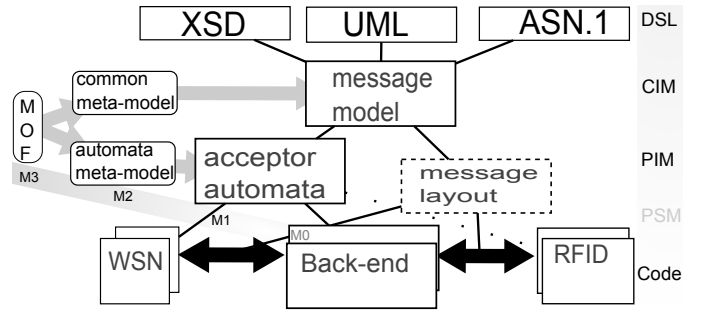 XSD UML ASN.1 DSL
common
meta-model
message
model
CIM
M
O
F
automata
meta-model
acceptor
automata
message
layout
PIM
M3
M2
M1
PSM
M0
WSN
Back-end
RFID
Code